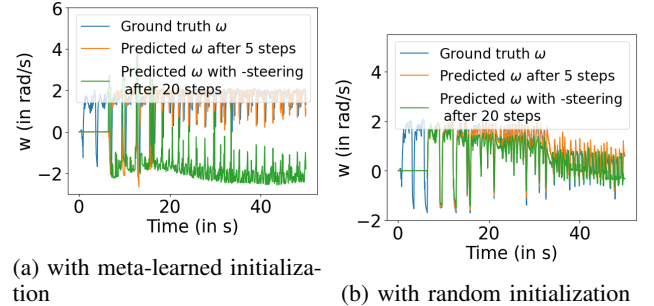 6
4
2
0
−2
w (in rad/s)
Ground truth ω
Predicted ω after 5 steps
Predicted ω with -steering
after 20 steps
0
20
40
Time (in s)
(a) with meta-learned initializa-
tion
4
2
0
−2
w (in rad/s)
Ground truth ω
Predicted ω after 5 steps
Predicted ω with -steering
after 20 steps
0
20
40
Time (in s)
(b) with random initialization